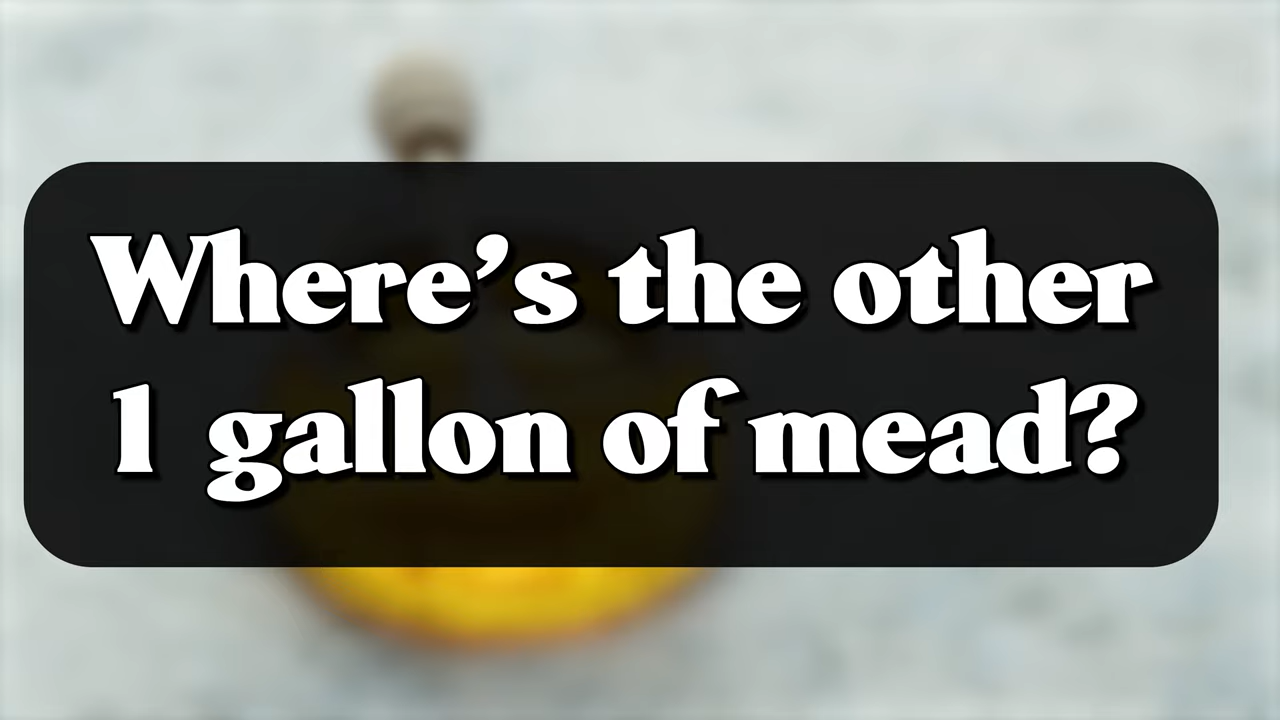 Where’s the other
1 gallon of mead?